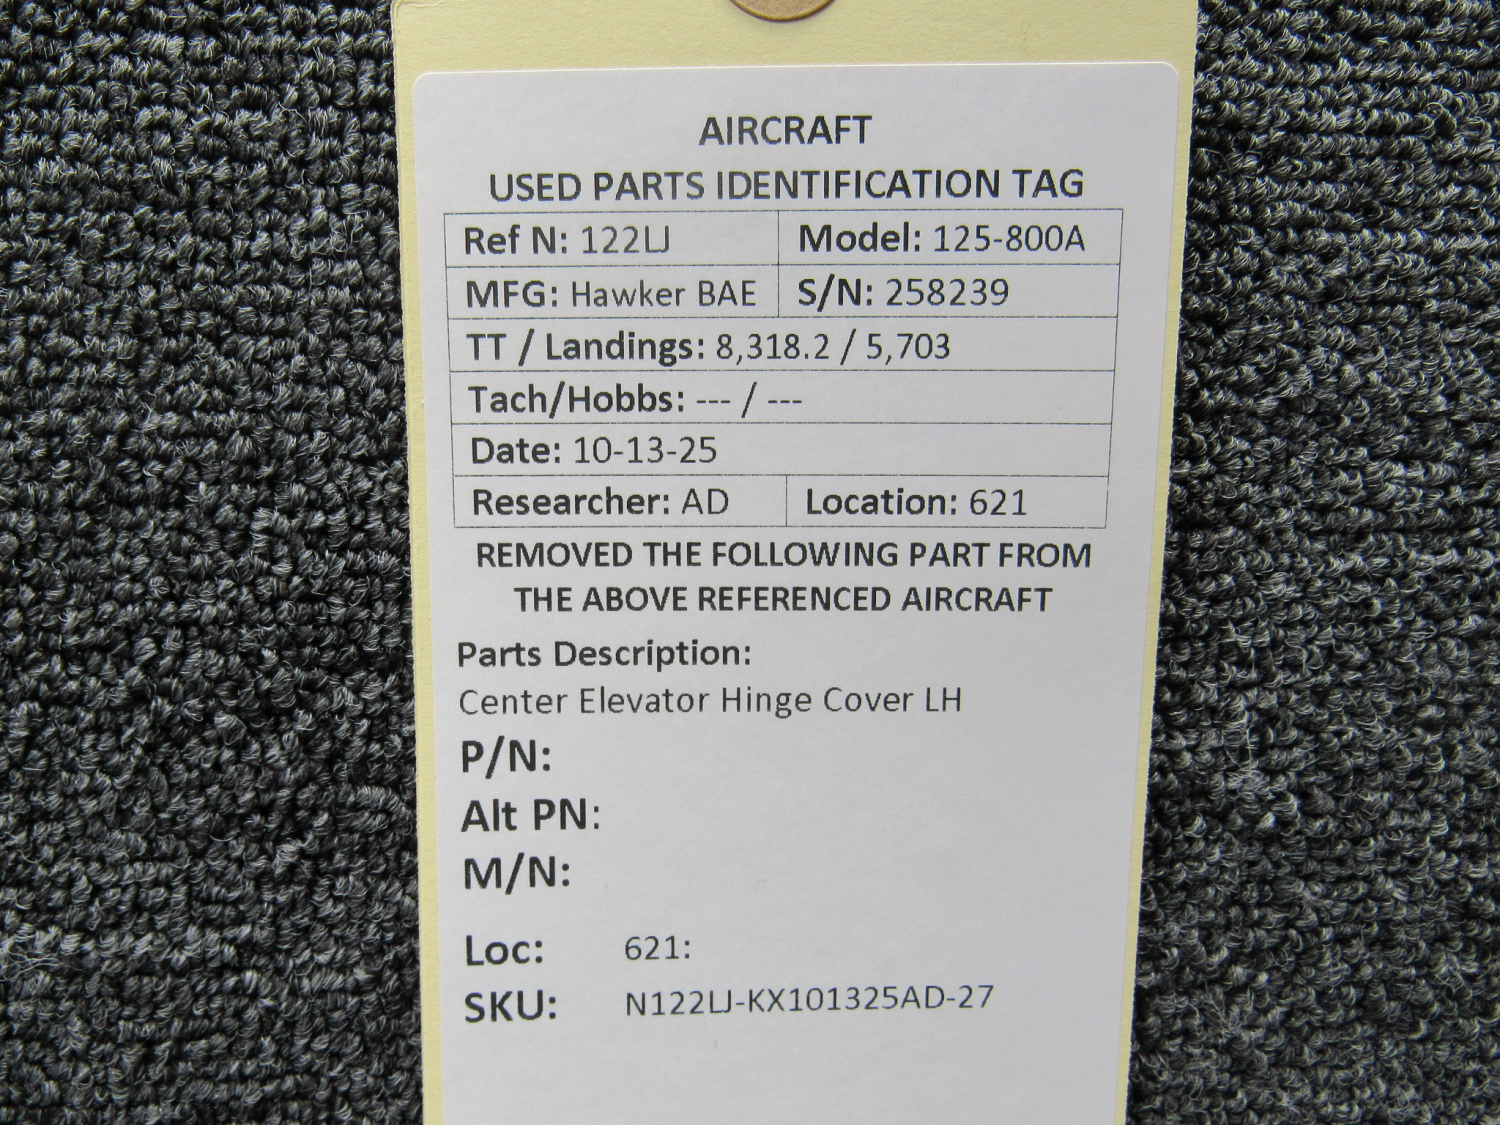 AIRCRAFT
USED PARTS IDENTIFICATION TAG
Ref N: 122LJ Model: 125-800A
MFG: Hawker BAE S/N: 258239
TT / Landings: 8,318.2 / 5,703
Tach/Hobbs: --- / ---
Date: 10-13-25
Researcher: AD Location: 621
REMOVED THE FOLLOWING PART FROM
THE ABOVE REFERENCED AIRCRAFT
Parts Description:
Center Elevator Hinge Cover LH
P/N:
Alt PN:
M/N:
Loc: 621:
SKU: N122LJ-KX101325AD-27